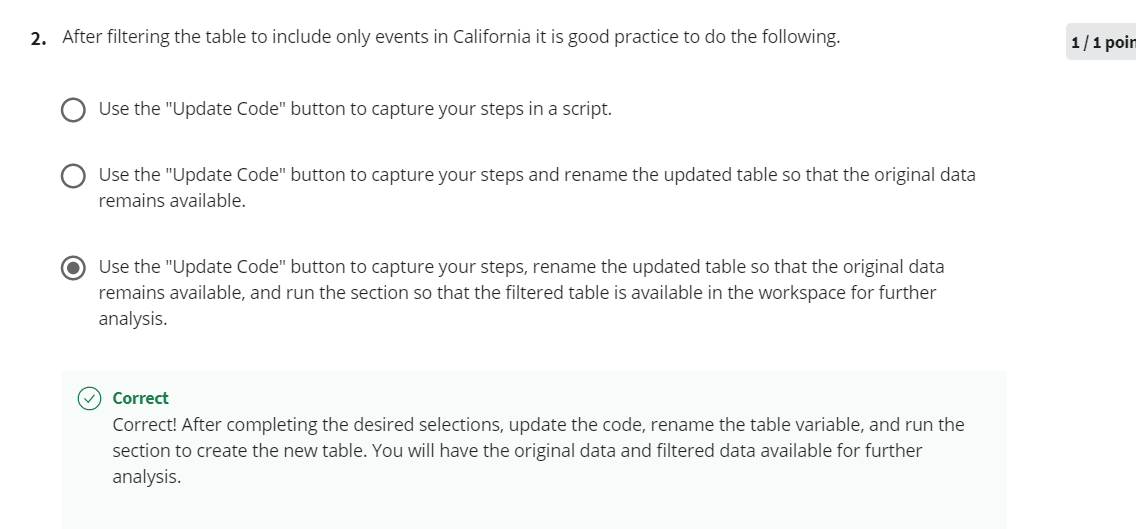 2. After filtering the table to include only events in California it is good practice to do the following.
1 / 1 poin
Use the "Update Code" button to capture your steps in a script.
Use the "Update Code" button to capture your steps and rename the updated table so that the original data
remains available.
Use the "Update Code" button to capture your steps, rename the updated table so that the original data
remains available, and run the section so that the filtered table is available in the workspace for further
analysis.
Correct
Correct! After completing the desired selections, update the code, rename the table variable, and run the
section to create the new table. You will have the original data and filtered data available for further
analysis.